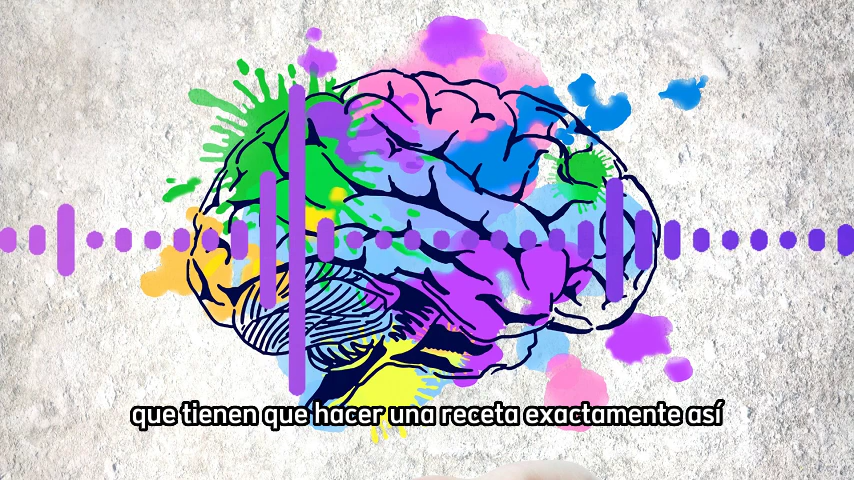 que tienen que hacer una receta exactamente así